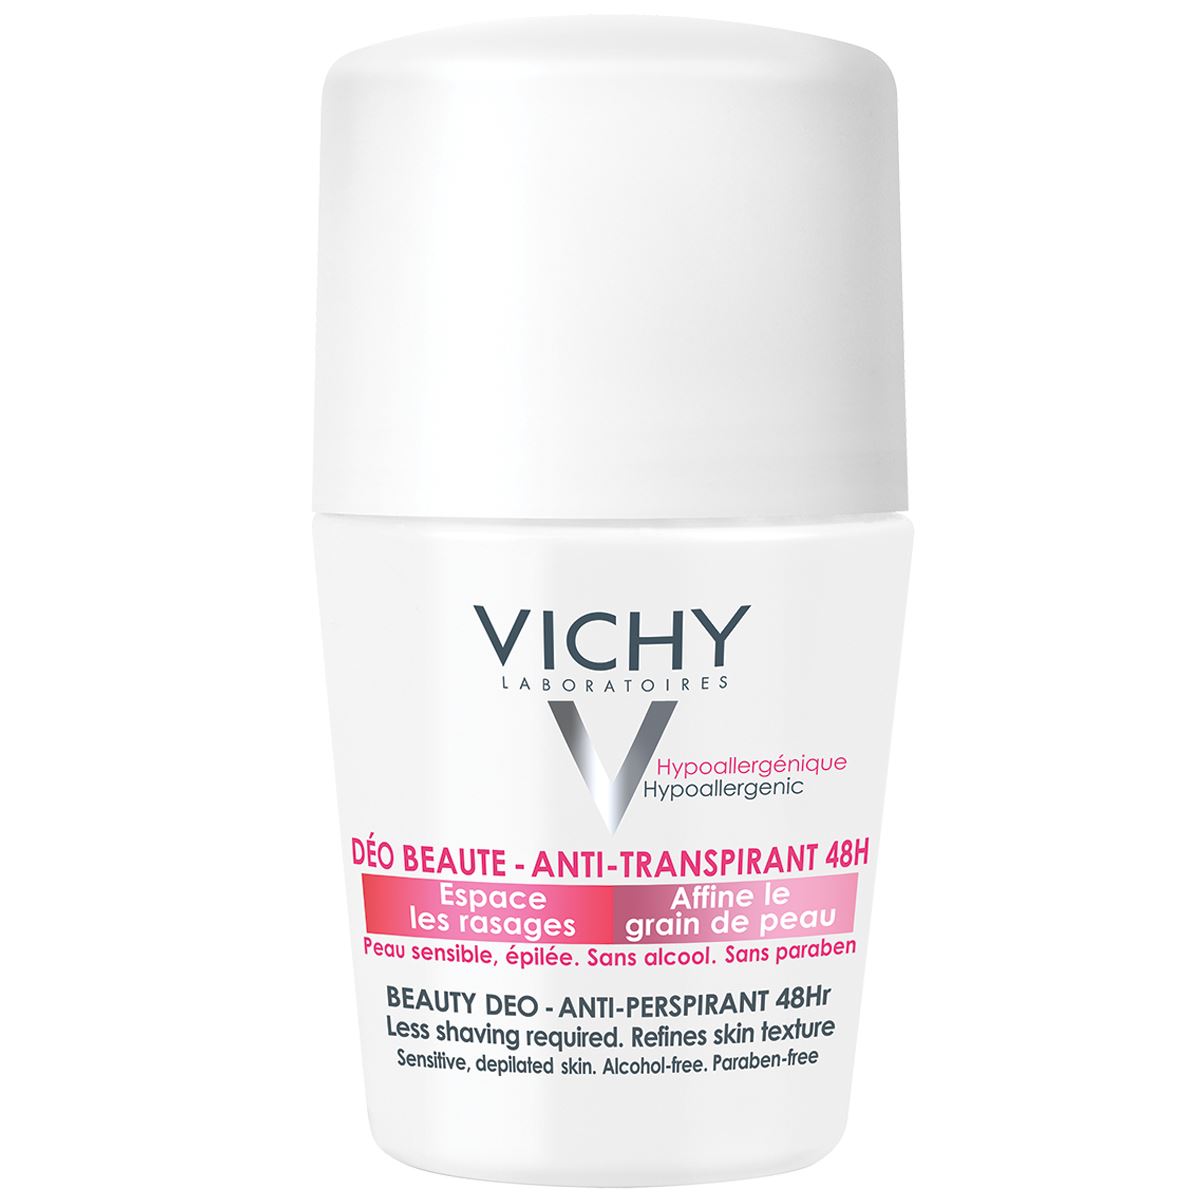 VICHY
LABORATOIRES
Hypoallergénique
Hypoallergenic
DÉO BEAUTE - ANTI-TRANSPIRANT 48H
Espace
les rasages
Affine le
grain de peau
Peau sensible, épilée. Sans alcool. Sans paraben
BEAUTY DEO - ANTI-PERSPIRANT 48Hr
Less shaving required. Refines skin texture
Sensitive, depilated skin. Alcohol-free. Paraben-free